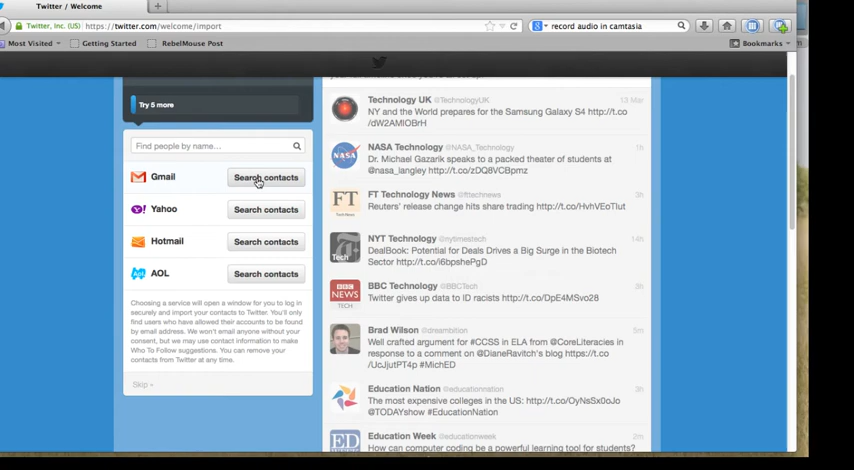 Twitter / Welcome
Twitter, Inc. (US)
https://twitter.com/welcome/import
record audio in camtasia
Most Visited
Getting Started
RebelMouse Post
Bookmarks
Try 5 more
Find people by name…
Gmail
Search contacts
Yahoo
Search contacts
Hotmail
Search contacts
AOL
Search contacts
Choosing a service will open a window for you to log in
securely and import your contacts to Twitter. You'll only
find users who have allowed their accounts to be found
by email address. We won't email anyone without your
consent, but we may use contact information to make
Who To Follow suggestions. You can remove your
contacts from Twitter at any time.
Skip »
Technology UK @TechnologyUK 13 Mar
NY and the World prepares for the Samsung Galaxy S4 http://t.co
/dW2AMIOBrH
NASA Technology @NASA_Technology 1h
Dr. Michael Gazarik speaks to a packed theater of students at
@nasa_langley http://t.co/zDQ8VCBpmz
FT Technology News @fttechnews 3h
Reuters' release change hits share trading http://t.co/HvhVEoTIut
NYT Technology @nytimestech 14h
DealBook: Potential for Deals Drives a Big Surge in the Biotech
Sector http://t.co/i6bpshePgD
BBC Technology @BBCTech 3h
Twitter gives up data to ID racists http://t.co/DpE4MSvo28
Brad Wilson @dreambition 5m
Well crafted argument for #CCSS in ELA from @CoreLiteracies in
response to a comment on @DianeRavitch's blog https://t.co
/UcJjutPT4p #MichED
Education Nation @educationnation 3h
The most expensive colleges in the US: http://t.co/OyNsSx0oJo
@TODAYshow #EducationNation
Education Week @educationweek 2m
How can computer coding be a powerful learning tool for students?